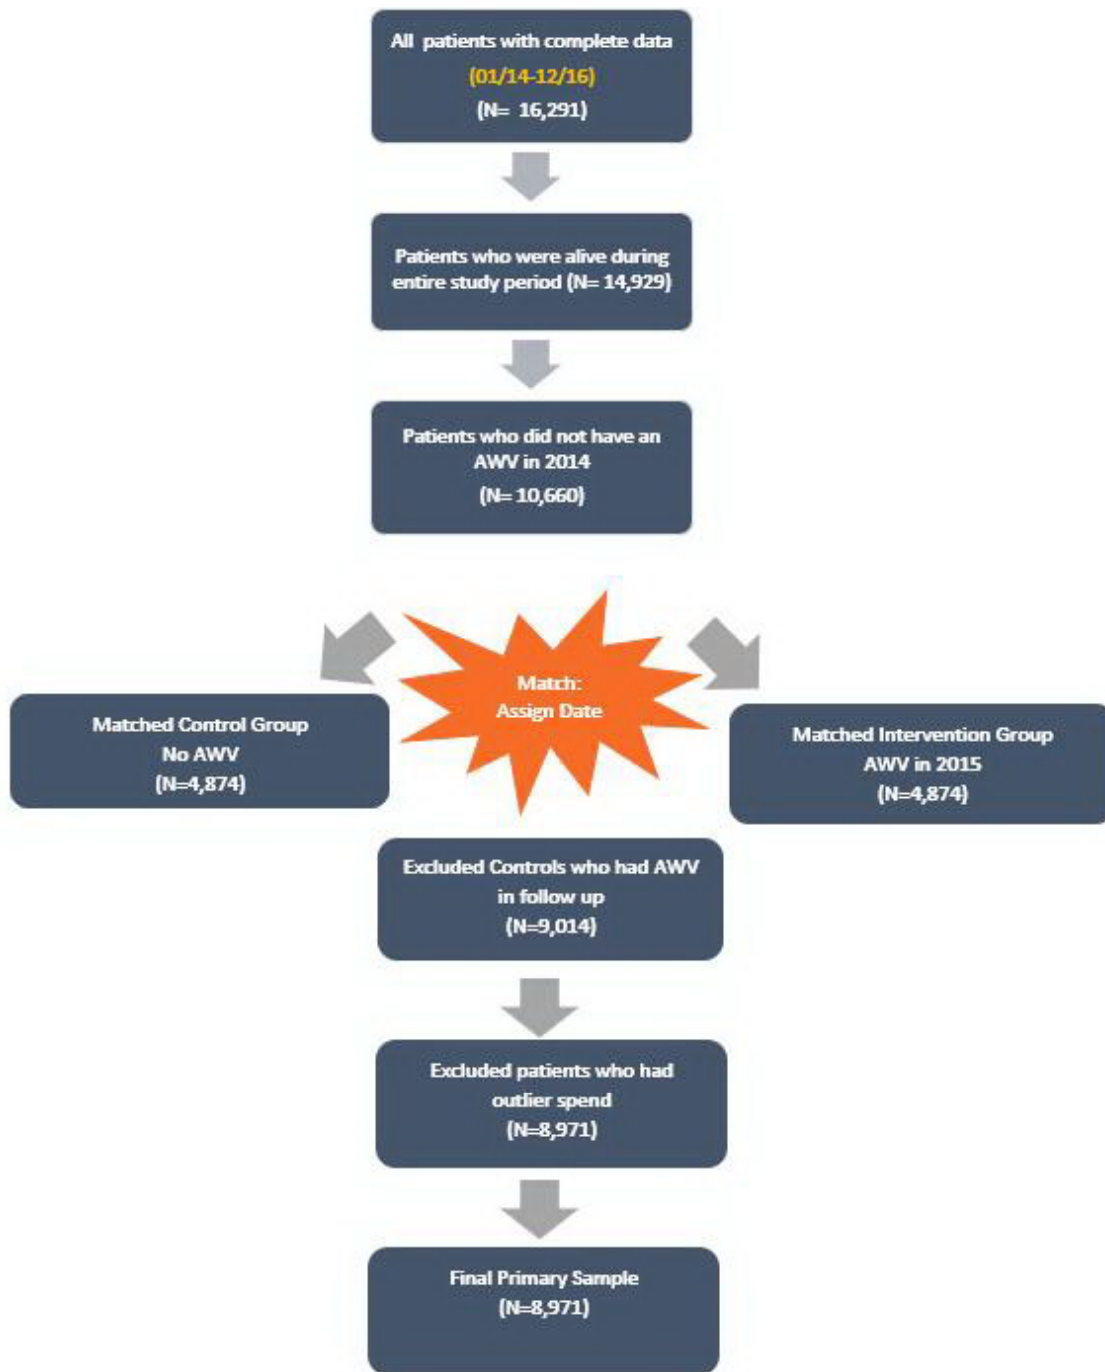 All patients with complete data
(01/14-12/16)
(N= 16,291)
Patients who were alive during
entire study period (N= 14,929)
Patients who did not have an
AWV in 2014
(N= 10,660)
Match:
Assign Date
Matched Control Group
No AWV
(N=4,874)
Matched Intervention Group
AWV in 2015
(N=4,874)
Excluded Controls who had AWV
in follow up
(N=9,014)
Excluded patients who had
outlier spend
(N=8,971)
Final Primary Sample
(N=8,971)